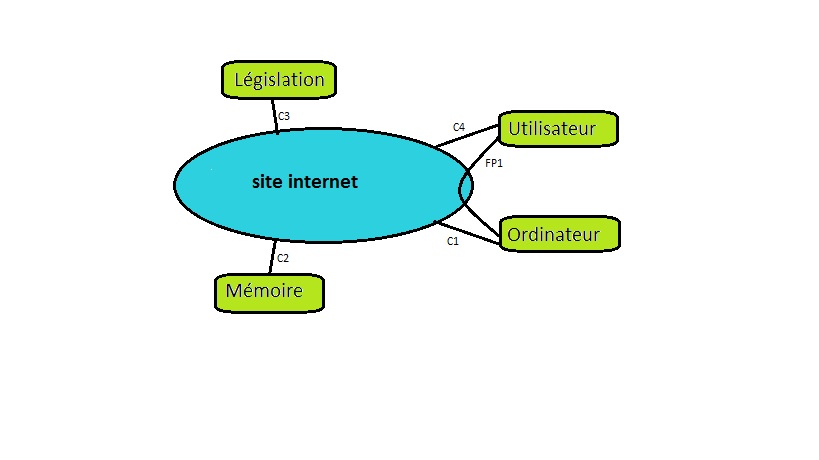 Législation
C3
C4
Utilisateur
FP1
site internet
Ordinateur
C1
C2
Mémoire